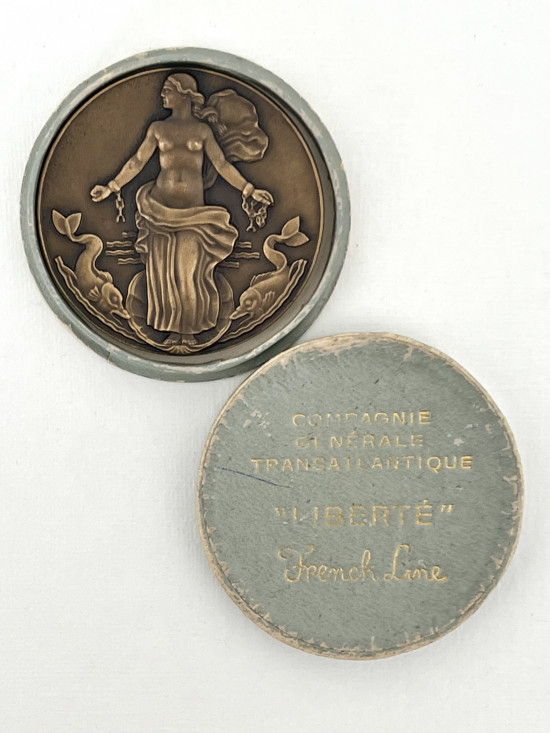 COMPAGNIE
GÉNÉRALE
TRANSATLANTIQUE
"LIBERTÉ"
French Line